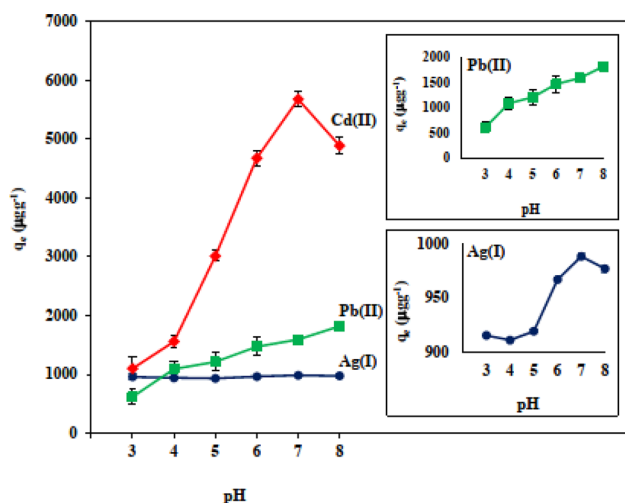 7000
6000
5000
4000
3000
2000
1000
0
qe (µgg-1)
3 4 5 6 7 8
pH
Cd(II)
Pb(II)
Ag(I)
2000
1500
1000
500
0
Pb(II)
qe (µgg-1)
3 4 5 6 7 8
pH
1000
950
900
Ag(I)
qe (µgg-1)
3 4 5 6 7 8
pH